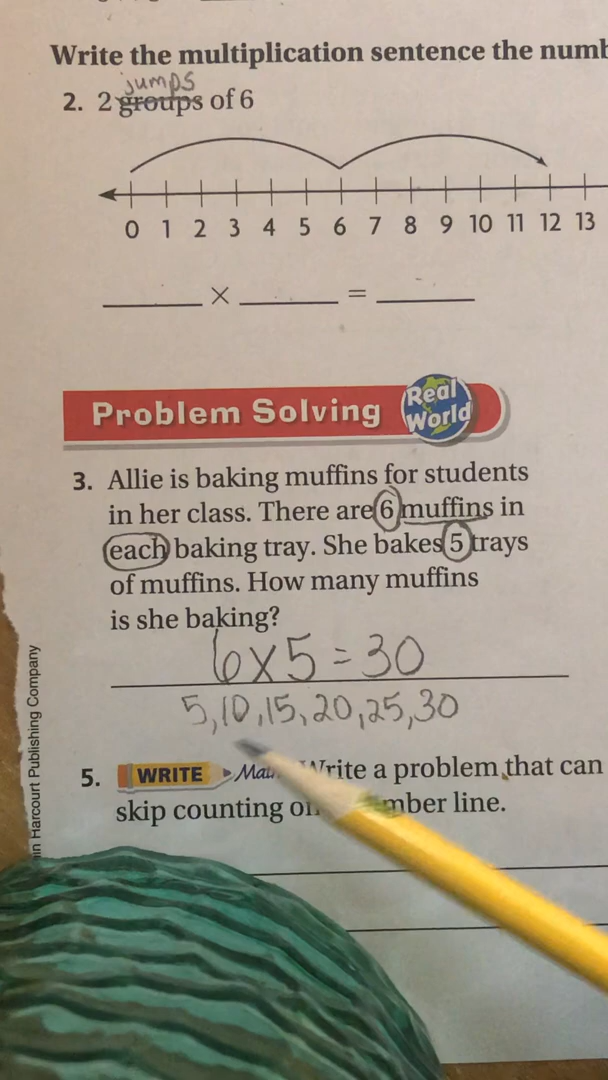 Write the multiplication sentence the numb
jumps
2. 2 groups of 6
0 1 2 3 4 5 6 7 8 9 10 11 12 13
× =
Problem Solving Real World
3. Allie is baking muffins for students
in her class. There are 6 muffins in
each baking tray. She bakes 5 trays
of muffins. How many muffins
is she baking?
6 x 5 = 30
5, 10, 15, 20, 25, 30
5. WRITE Write a problem that can
skip counting
in Harcourt Publishing Company